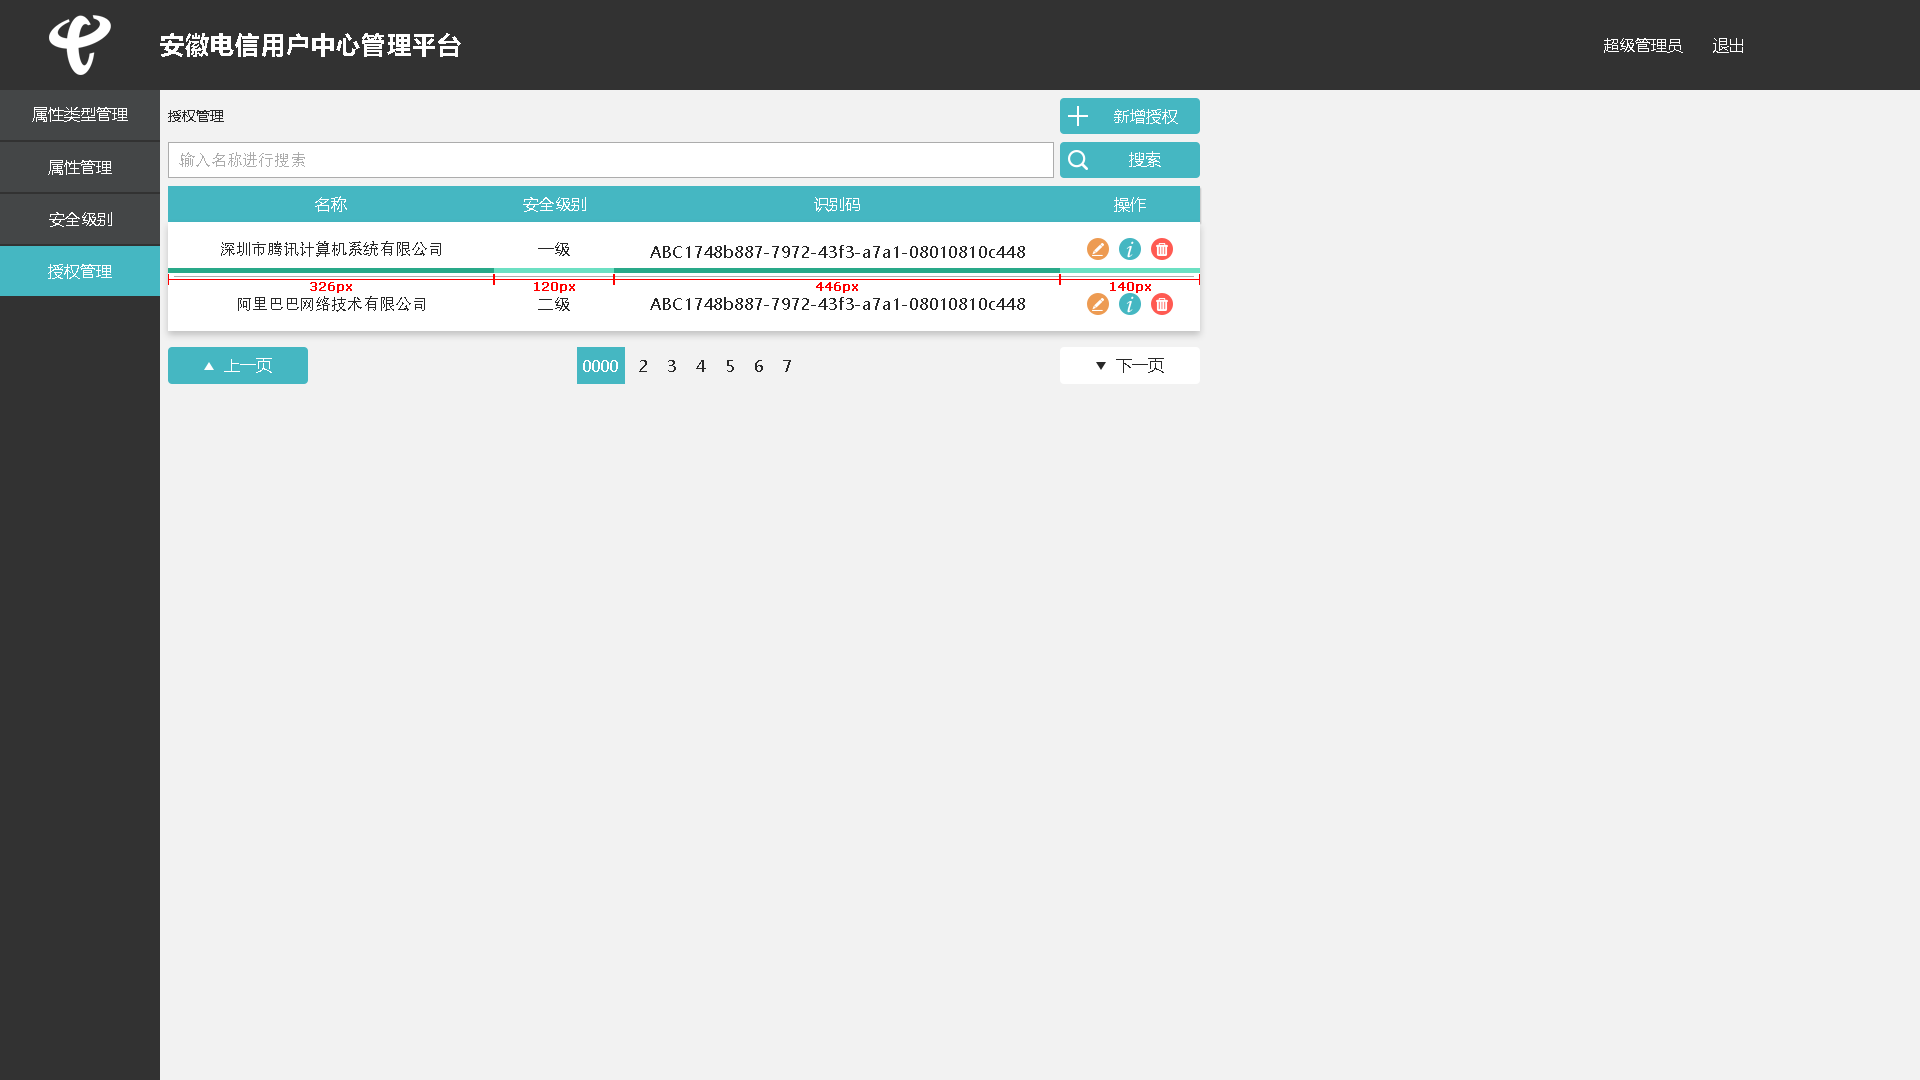 安徽电信用户中心管理平台
超级管理员 退出
属性类型管理
属性管理
安全级别
授权管理
授权管理
新增授权
输入名称进行搜索
搜索
名称 安全级别 识别码 操作
深圳市腾讯计算机系统有限公司 一级 ABC1748b887-7972-43f3-a7a1-08010810c448
326px 120px 446px 140px
阿里巴巴网络技术有限公司 二级 ABC1748b887-7972-43f3-a7a1-08010810c448
上一页 0000 2 3 4 5 6 7 下一页